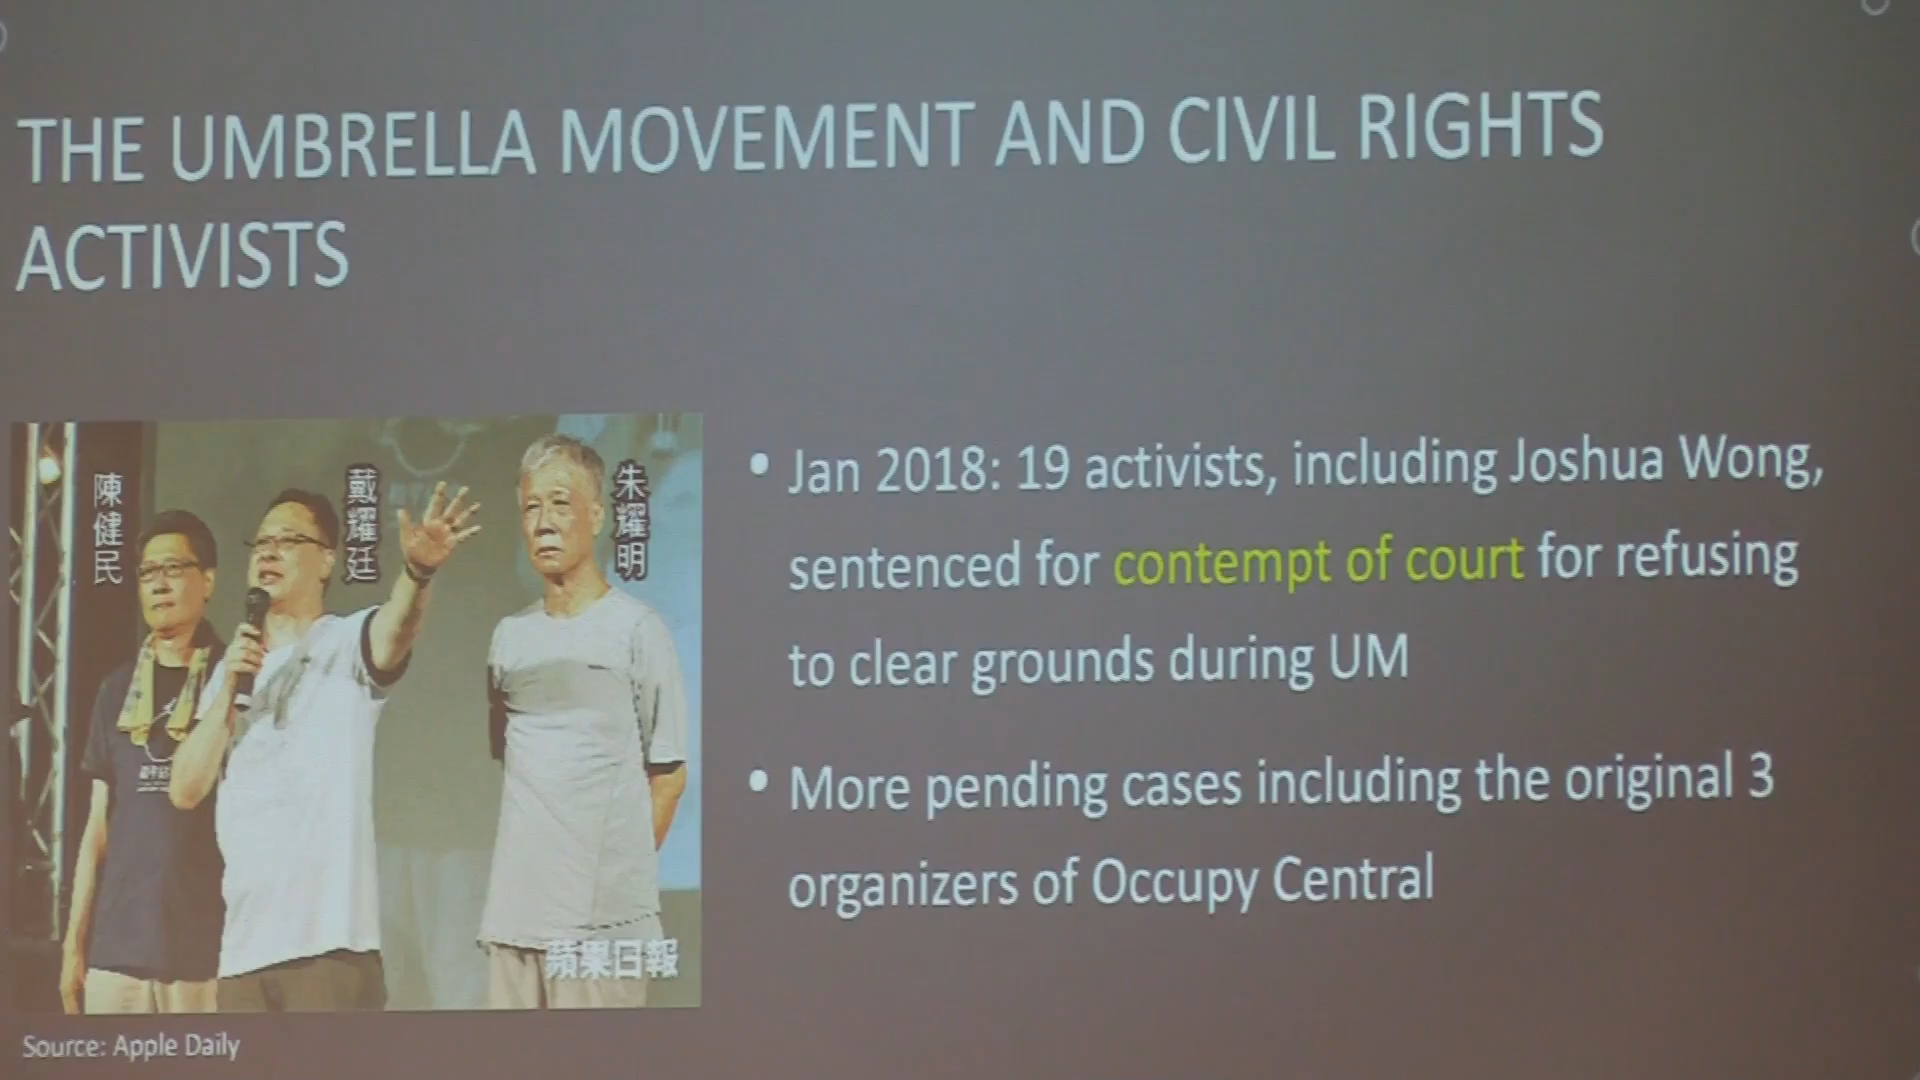 THE UMBRELLA MOVEMENT AND CIVIL RIGHTS
ACTIVISTS
陳健民
戴耀廷
朱耀明
蘋果日報
Source: Apple Daily
• Jan 2018: 19 activists, including Joshua Wong,
sentenced for contempt of court for refusing
to clear grounds during UM
• More pending cases including the original 3
organizers of Occupy Central